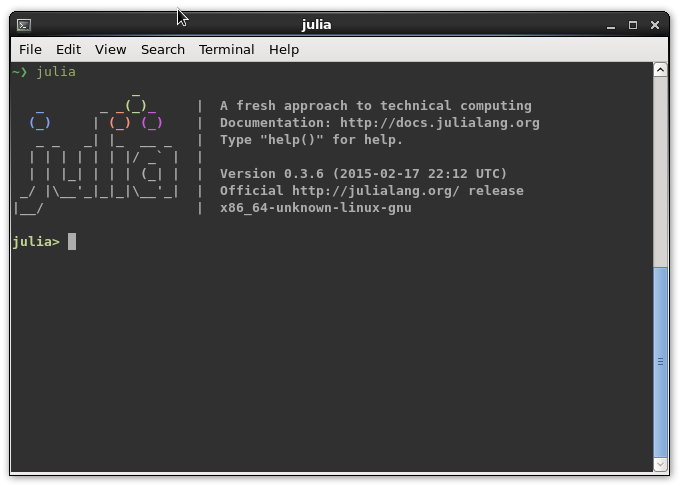 julia
File Edit View Search Terminal Help
~❯ julia
               _
   _       _ _(_)_     |  A fresh approach to technical computing
  (_)     | (_) (_)    |  Documentation: http://docs.julialang.org
   _ _   _| |_  __ _   |  Type "help()" for help.
  | | | | | | |/ _` |  |
  | | |_| | | | (_| |  |  Version 0.3.6 (2015-02-17 22:12 UTC)
 _/ |\__'_|_|_|\__'_|  |  Official http://julialang.org/ release
|__/                   |  x86_64-unknown-linux-gnu
julia>